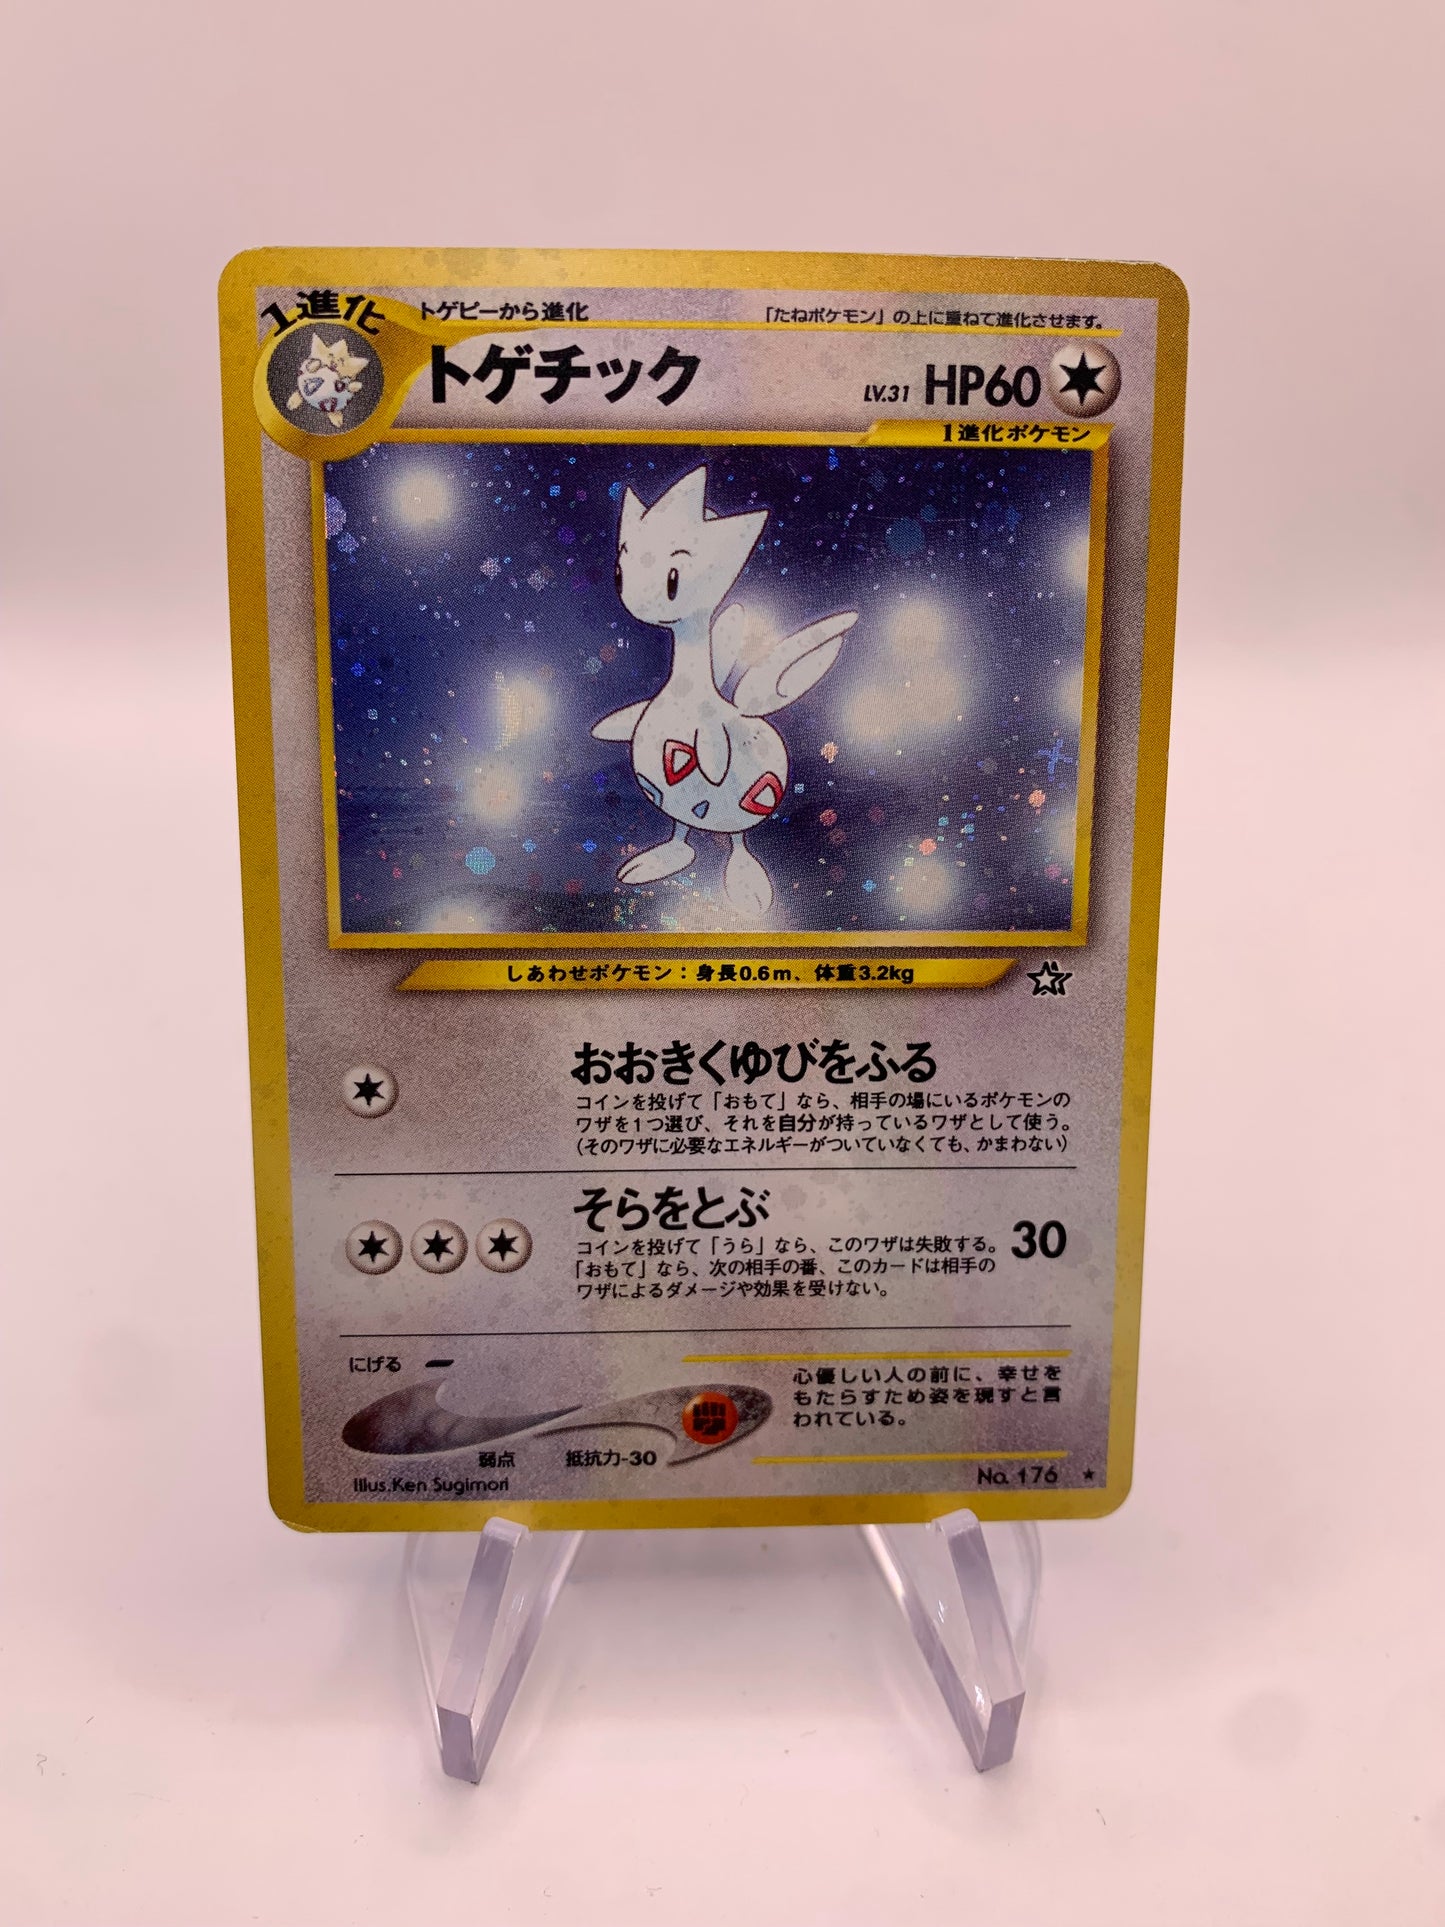 1進化
トゲピーから進化
「たねポケモン」の上に重ねて進化させます。
トゲチック
LV.31 HP60
1進化ポケモン
しあわせポケモン：身長0.6m、体重3.2kg
おおきくゆびをふる
コインを投げて「おもて」なら、相手の場にいるポケモンの
ワザを1つ選び、それを自分が持っているワザとして使う。
（そのワザに必要なエネルギーがついていなくても、かまわない）
そらをとぶ
30
コインを投げて「うら」なら、このワザは失敗する。
「おもて」なら、次の相手の番、このカードは相手の
ワザによるダメージや効果を受けない。
にげる
弱点
抵抗力-30
心優しい人の前に、幸せを
もたらすため姿を現すと言
われている。
Illus.Ken Sugimori
No. 176 ★